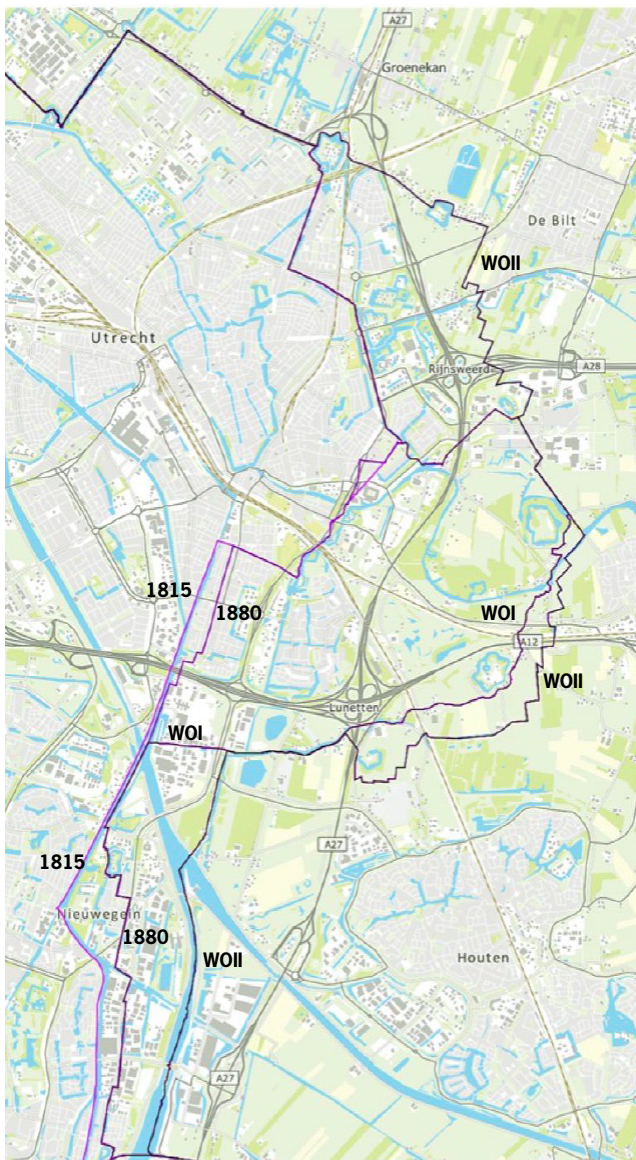 A27
Groenekan
De Bilt
WOII
Utrecht
Rijnsweerd
A28
1815
1880
WOI
A12
WOII
Lunetten
WOI
A27
1815
Nieuwegein
1880
WOII
Houten
A27